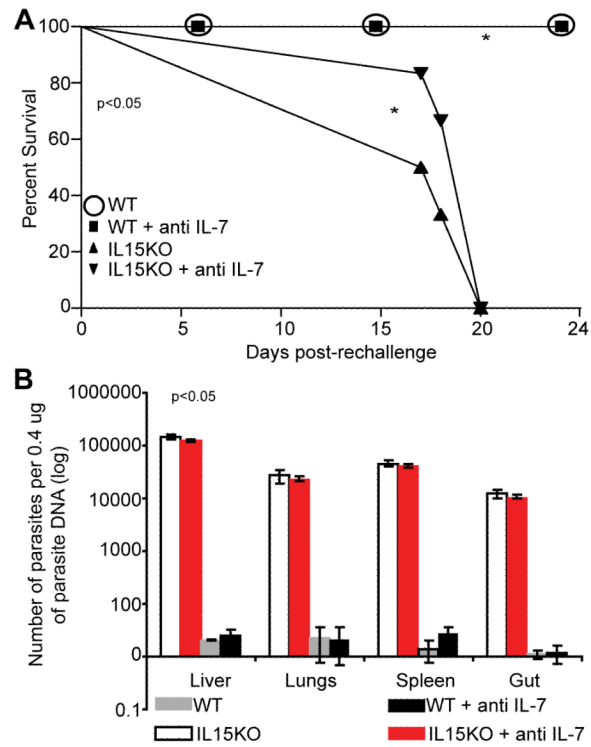 A
Percent Survival
100
80
60
40
200
0
*
*
p<0.05
WT
WT + anti IL-7
IL15KO
IL15KO + anti IL-7
0 5 10 15 20 24
Days post-rechallenge
B
Number of parasites per 0.4 ug
of parasite DNA (log)
1000000
100000
10000
1000
100
0
0.1
p<0.05
Liver Lungs Spleen Gut
WT WT + anti IL-7
IL15KO IL15KO + anti IL-7